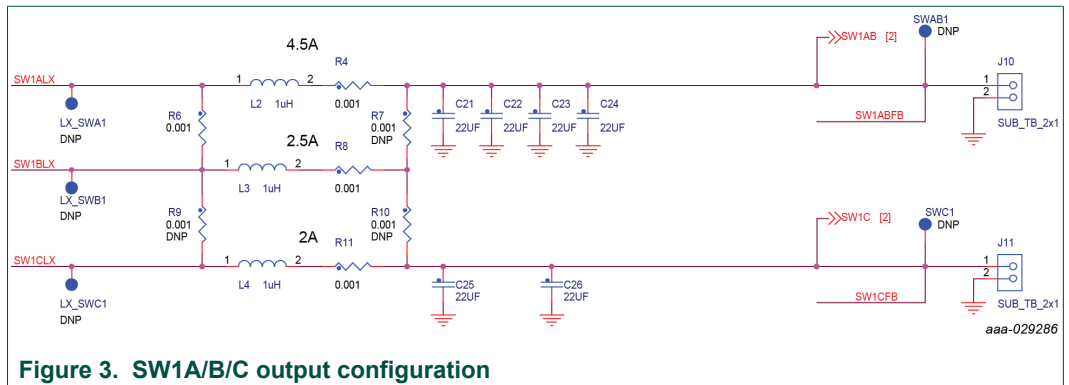 4.5A
SWAB1
DNP
SW1AB [2]
J10
SW1ALX
1 2
R4
1
2
L2 1uH
0.001
LX_SWA1
DNP
R6
0.001
R7
0.001
DNP
C21
22UF
C22
22UF
C23
22UF
C24
22UF
SW1ABFB
SUB_TB_2x1
2.5A
SW1BLX
1 2
R8
L3 1uH
0.001
LX_SWB1
DNP
R9
0.001
DNP
R10
0.001
DNP
2A
SW1C [2]
SWC1
DNP
J11
SW1CLX
1 2
R11
1
2
L4 1uH
0.001
LX_SWC1
DNP
C25
22UF
C26
22UF
SW1CFB
SUB_TB_2x1
aaa-029286
Figure 3. SW1A/B/C output configuration